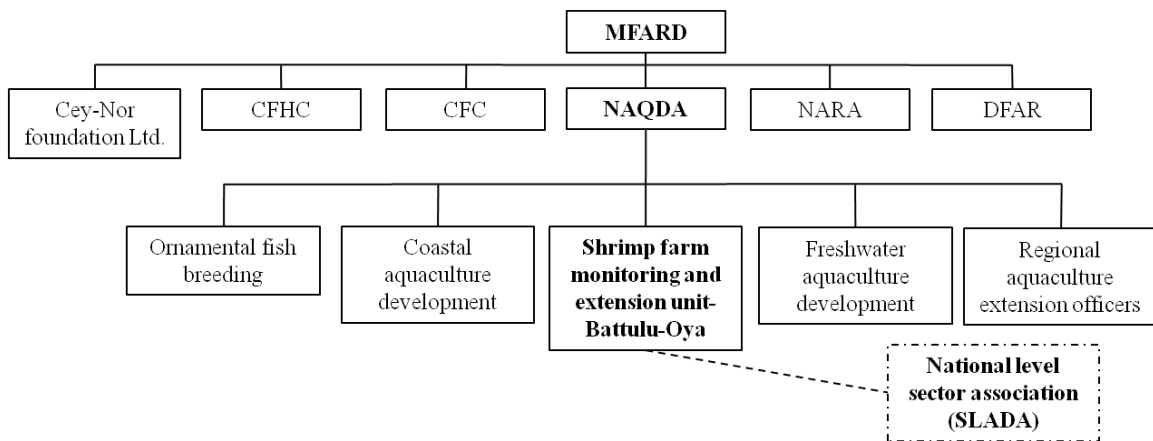 MFARD
Cey-Nor
foundation Ltd.
CFHC
CFC
NAQDA
NARA
DFAR
Ornamental fish
breeding
Coastal
aquaculture
development
Shrimp farm
monitoring and
extension unit-
Battulu-Oya
Freshwater
aquaculture
development
Regional
aquaculture
extension officers
National level
sector association
(SLADA)